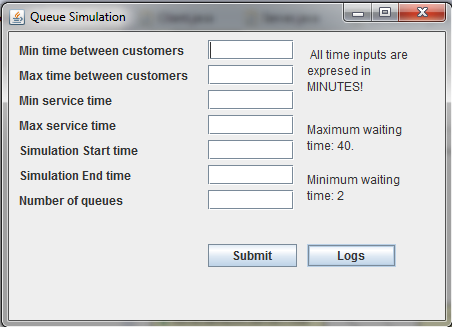 Queue Simulation
Min time between customers
Max time between customers
Min service time
Max service time
Simulation Start time
Simulation End time
Number of queues
All time inputs are
expresed in
MINUTES!
Maximum waiting
time: 40.
Minimum waiting
time: 2
Submit
Logs